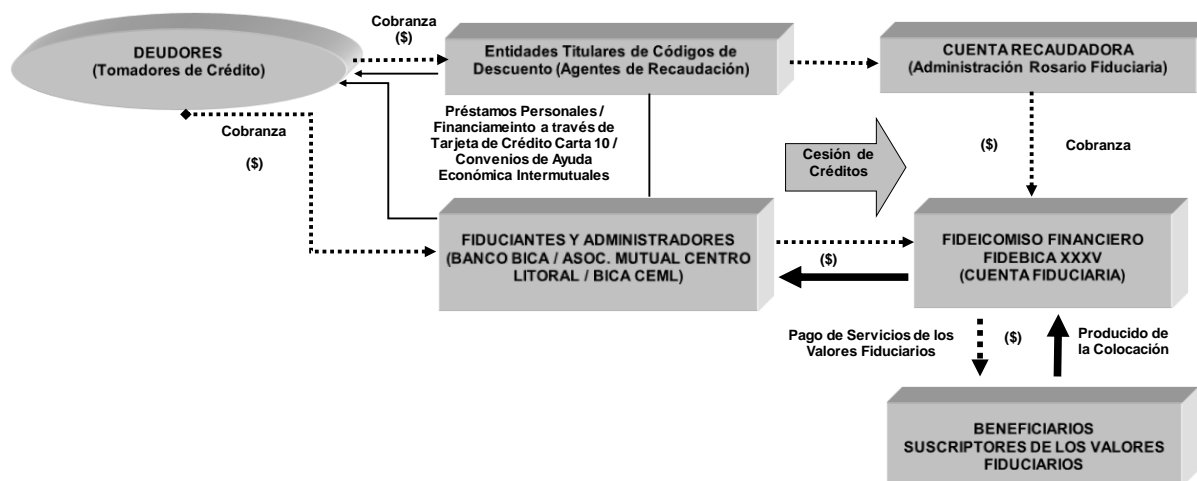 Cobranza
($)
DEUDORES
(Tomadores de Crédito)
Entidades Titulares de Códigos de
Descuento (Agentes de Recaudación)
CUENTA RECAUDADORA
(Administración Rosario Fiduciaria)
Cobranza
($)
Préstamos Personales /
Financiameinto a través de
Tarjeta de Crédito Carta 10 /
Convenios de Ayuda
Económica Intermutuales
Cesión de
Créditos
($)
Cobranza
FIDUCIANTES Y ADMINISTRADORES
(BANCO BICA / ASOC. MUTUAL CENTRO
LITORAL / BICA CEML)
($)
FIDEICOMISO FINANCIERO
FIDEBICA XXXV
(CUENTA FIDUCIARIA)
Pago de Servicios de los
Valores Fiduciarios
($)
Producido de
la Colocación
BENEFICIARIOS
SUSCRIPTORES DE LOS VALORES
FIDUCIARIOS